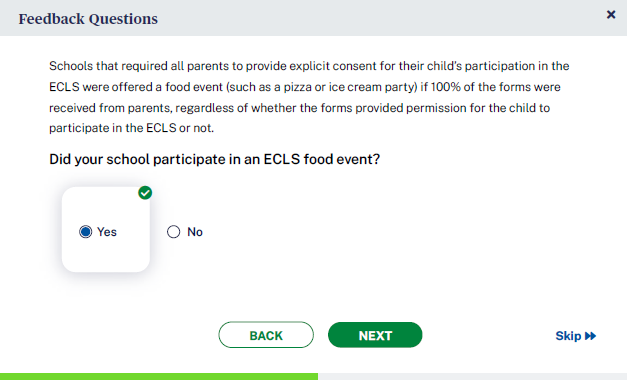 Feedback Questions
Schools that required all parents to provide explicit consent for their child's participation in the
ECLS were offered a food event (such as a pizza or ice cream party) if 100% of the forms were
received from parents, regardless of whether the forms provided permission for the child to
participate in the ECLS or not.
Did your school participate in an ECLS food event?
Yes No
BACK NEXT Skip